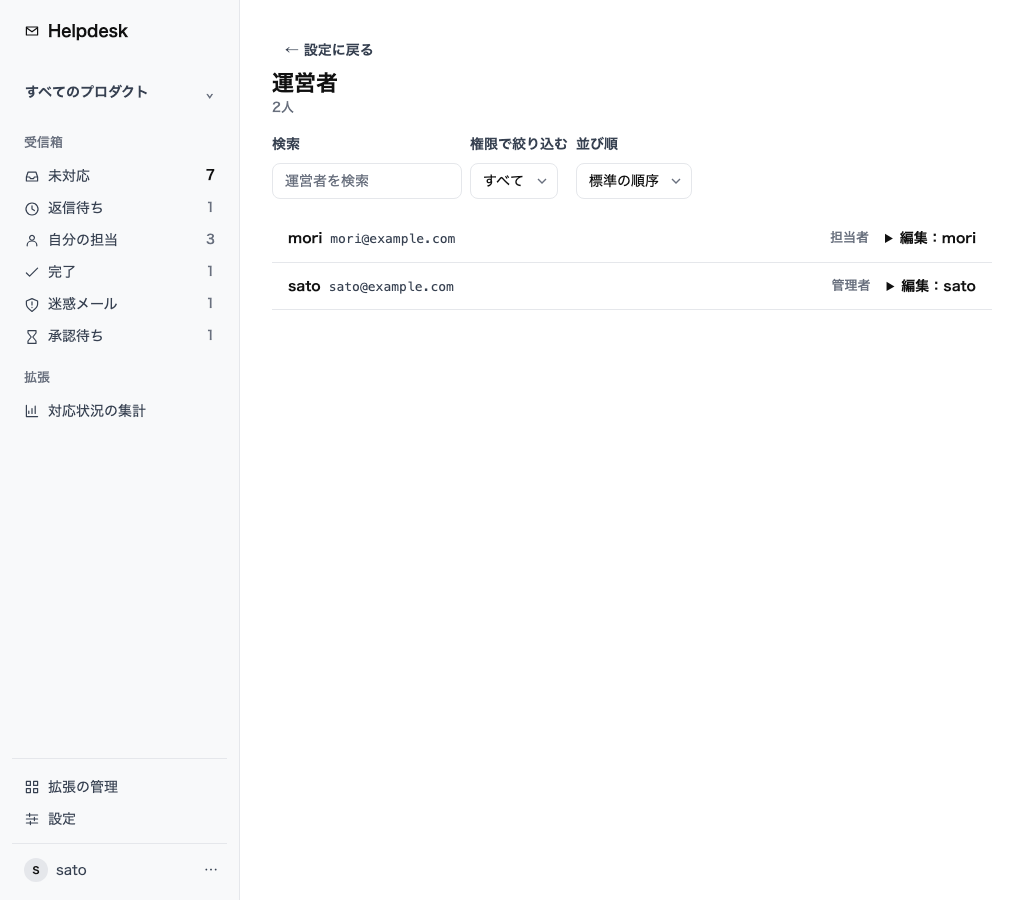 Helpdesk
すべてのプロダクト
受信箱
未対応 7
返信待ち 1
自分の担当 3
完了 1
迷惑メール 1
承認待ち 1
拡張
対応状況の集計
拡張の管理
設定
S sato ...
← 設定に戻る
運営者
2人
検索 権限で絞り込む 並び順
運営者を検索 すべて 標準の順序
mori mori@example.com 担当者 ▶ 編集：mori
sato sato@example.com 管理者 ▶ 編集：sato